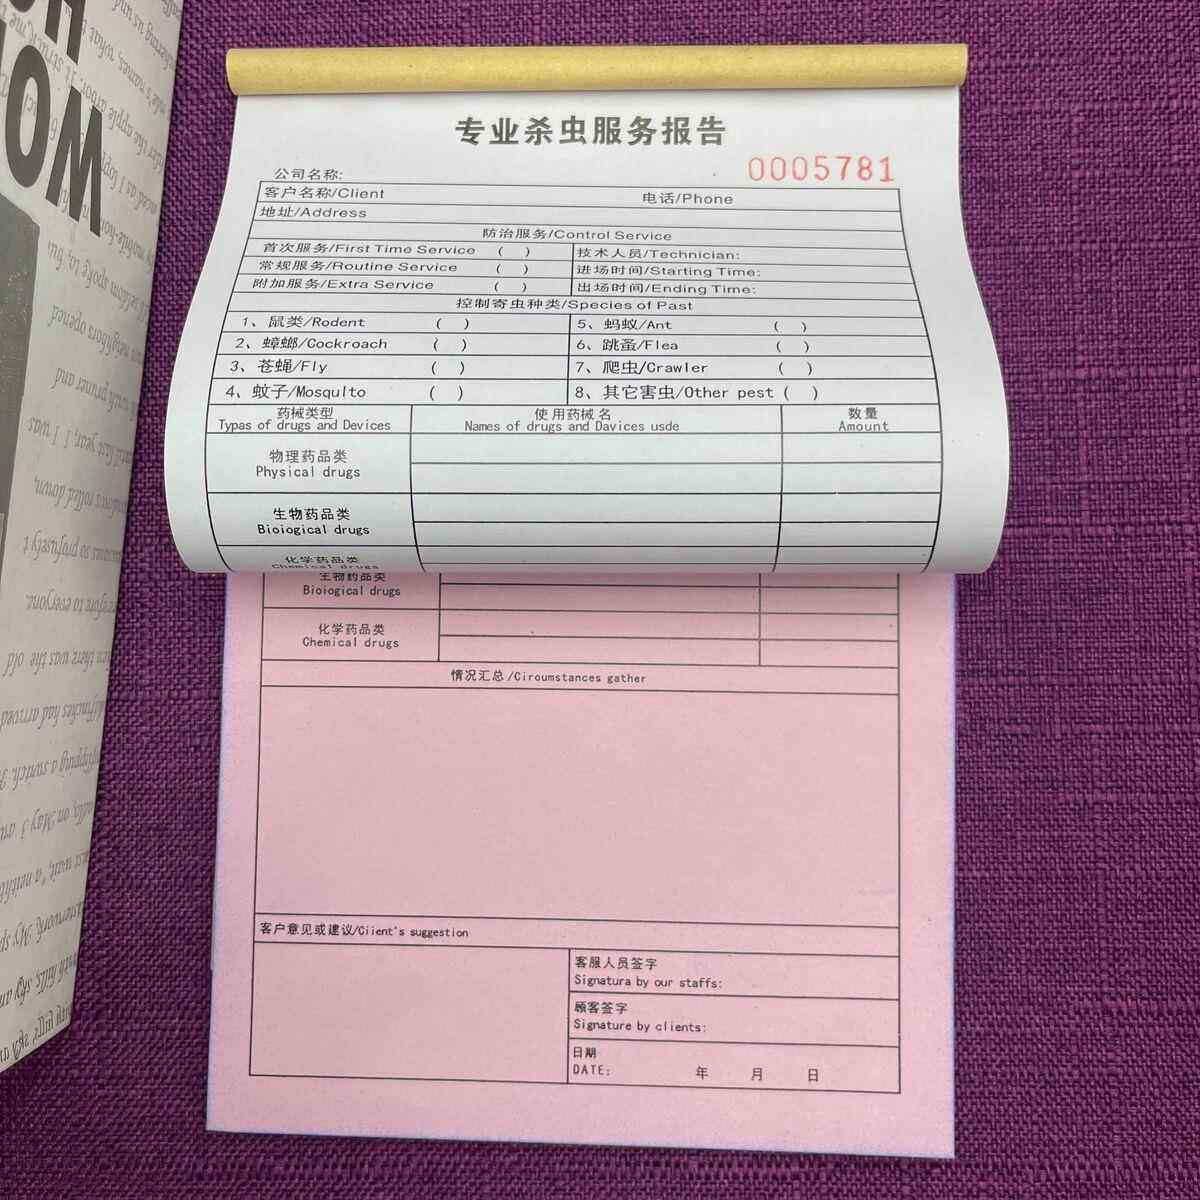 专业杀虫服务报告
0005781
公司名称:
客户名称/Client 电话/Phone
地址/Address
防治服务/Control Service
首次服务/First Time Service ( ) 技术人员/Technician:
常规服务/Routine Service ( ) 进场时间/Starting Time:
附加服务/Extra Service ( ) 出场时间/Ending Time:
控制寄虫种类/Species of Past
1、鼠类/Rodent ( ) 5、蚂蚁/Ant ( )
2、蟑螂/Cockroach ( ) 6、跳蚤/Flea ( )
3、苍蝇/Fly ( ) 7、爬虫/Crawler ( )
4、蚊子/Mosqulto ( ) 8、其它害虫/Other pest ( )
药械类型 使用药械名 数量
Typas of drugs and Devices Names of drugs and Davices usde Amount
物理药品类
Physical drugs
生物药品类
Bioiogical drugs
化学药品类
Chemical drugs
生物药品类
Bioiogical drugs
化学药品类
Chemical drugs
情况汇总/Ciroumstances gather
客户意见或建议/Ciient's suggestion
客服人员签字
Signatura by our staffs:
顾客签字
Signature by clients:
日期
DATE: 年 月 日
WO